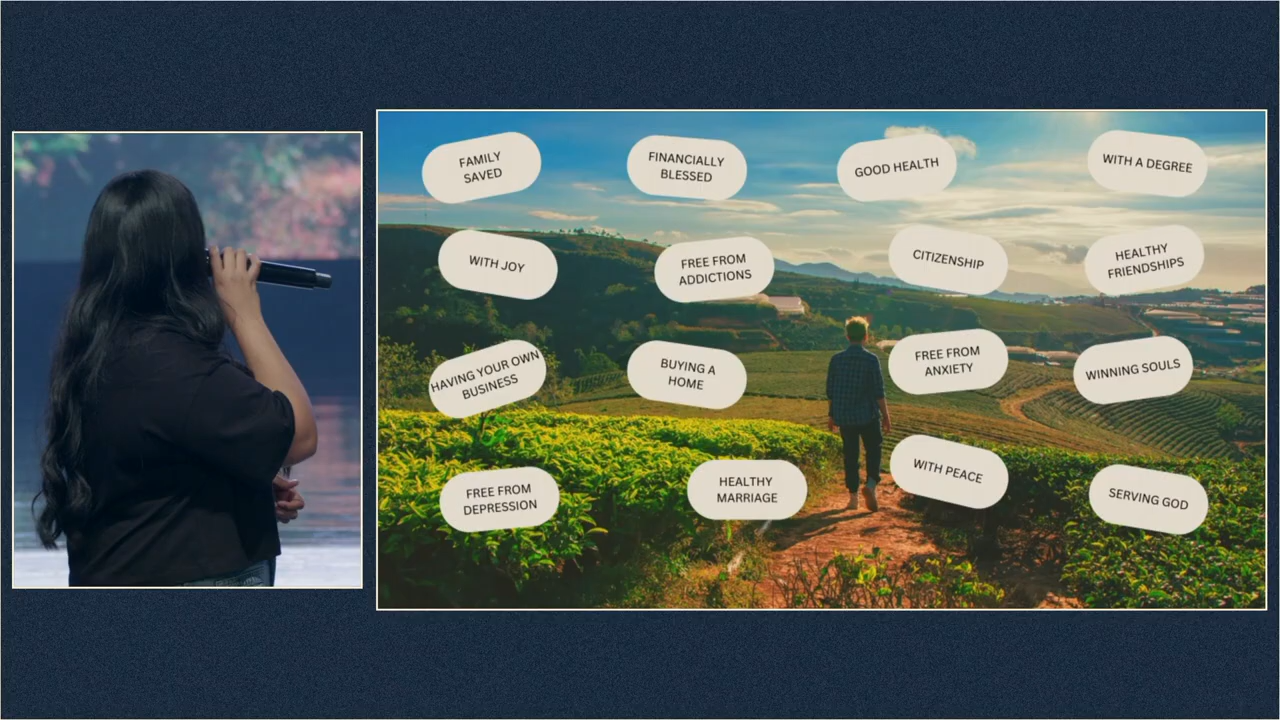 FAMILY
SAVED
FINANCIALLY
BLESSED
GOOD HEALTH
WITH A DEGREE
WITH JOY
FREE FROM
ADDICTIONS
CITIZENSHIP
HEALTHY
FRIENDSHIPS
HAVING YOUR OWN
BUSINESS
BUYING A
HOME
FREE FROM
ANXIETY
WINNING SOULS
FREE FROM
DEPRESSION
HEALTHY
MARRIAGE
WITH PEACE
SERVING GOD